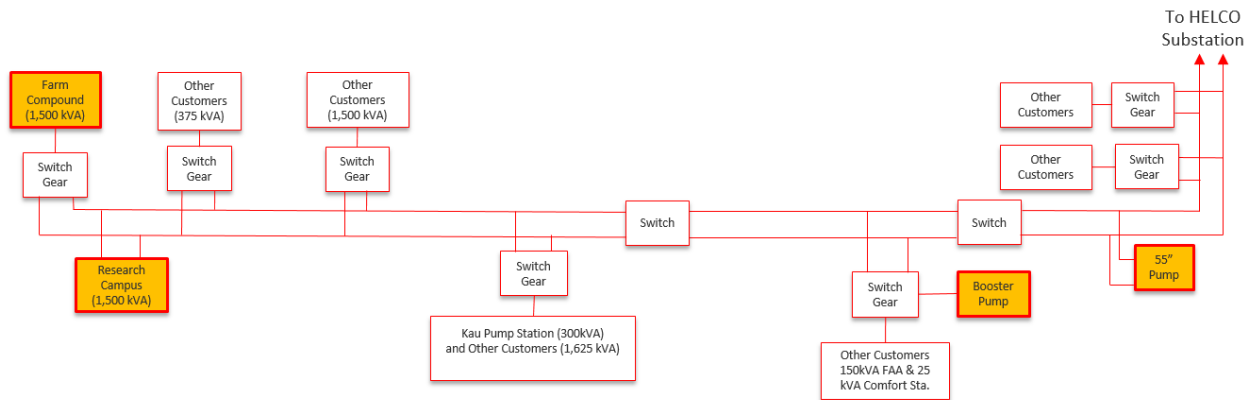 To HELCO
Substation
Farm
Compound
(1,500 kVA)
Other
Customers
(375 kVA)
Other
Customers
(1,500 kVA)
Other
Customers
Switch
Gear
Switch
Gear
Switch
Gear
Switch
Gear
Other
Customers
Switch
Gear
Switch
Switch
Research
Campus
(1,500 kVA)
Switch
Gear
Switch
Gear
Booster
Pump
55"
Pump
Kau Pump Station (300kVA)
and Other Customers (1,625 kVA)
Other Customers
150kVA FAA & 25
kVA Comfort Sta.